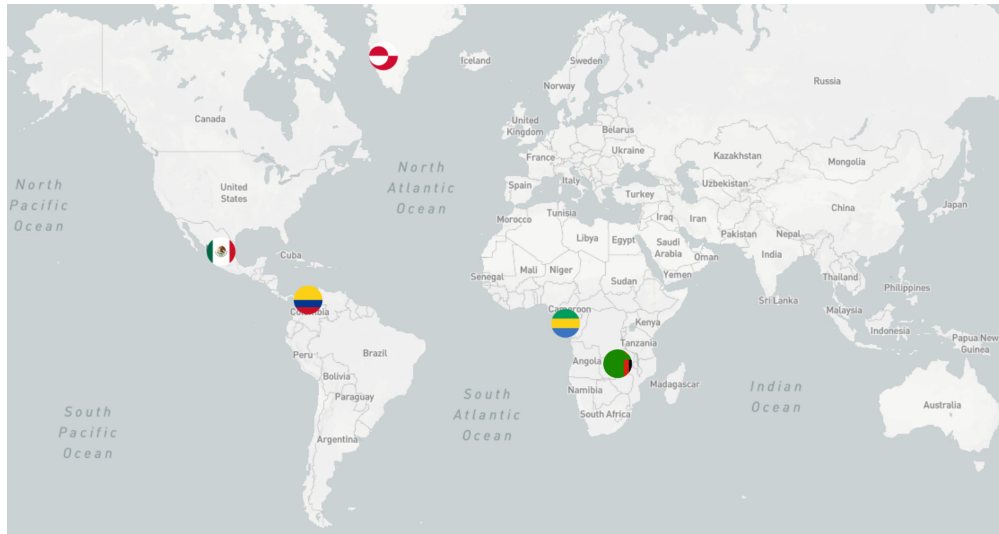 Iceland
Sweden
Russia
Norway
Canada
United
Kingdom
Belarus
Ukraine
France
Kazakhstan
Mongolia
North
Atlantic
Ocean
North
Pacific
Ocean
United
States
Spain
Italy
Turkey
Uzbekistan
China
Japan
Morocco
Tunisia
Iraq
Iran
Libya
Egypt
Saudi
Arabia
Pakistan
Nepal
Cuba
Oman
India
Senegal
Mali
Niger
Sudan
Yemen
Thailand
Philippines
Sri Lanka
Colombia
Cameroon
Malaysia
Kenya
Indonesia
Papua New
Guinea
Peru
Brazil
Tanzania
Angola
Bolivia
Paraguay
Namibia
Madagascar
Indian
Ocean
South
Pacific
Ocean
South
Atlantic
Ocean
South Africa
Australia
Argentina